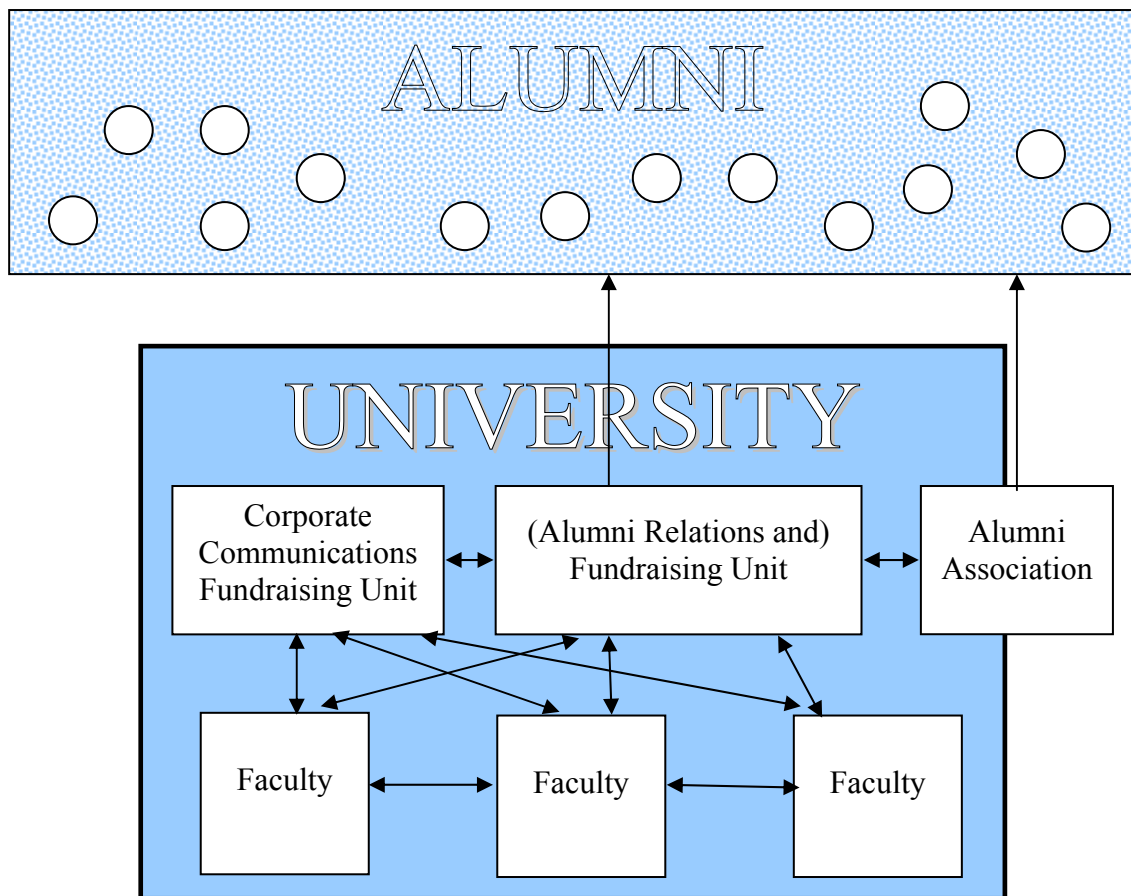 ALUMNI
UNIVERSITY
Corporate
Communications
Fundraising Unit
(Alumni Relations and)
Fundraising Unit
Alumni
Association
Faculty
Faculty
Faculty